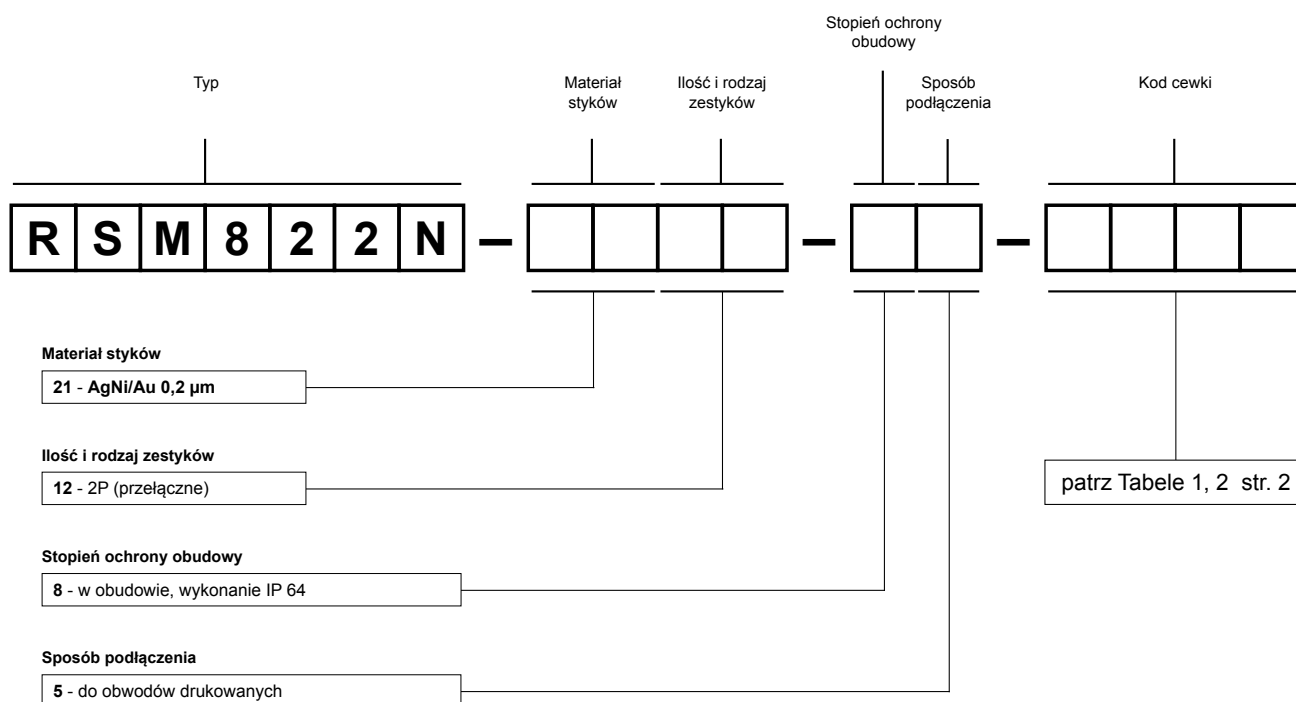 Stopień ochrony
obudowy
Typ
Materiał
styków
Ilość i rodzaj
zestyków
Sposób
podłączenia
Kod cewki
R S M 8 2 2 N – – –
Materiał styków
21 - AgNi/Au 0,2 µm
Ilość i rodzaj zestyków
12 - 2P (przełączne)
patrz Tabele 1, 2 str. 2
Stopień ochrony obudowy
8 - w obudowie, wykonanie IP 64
Sposób podłączenia
5 - do obwodów drukowanych